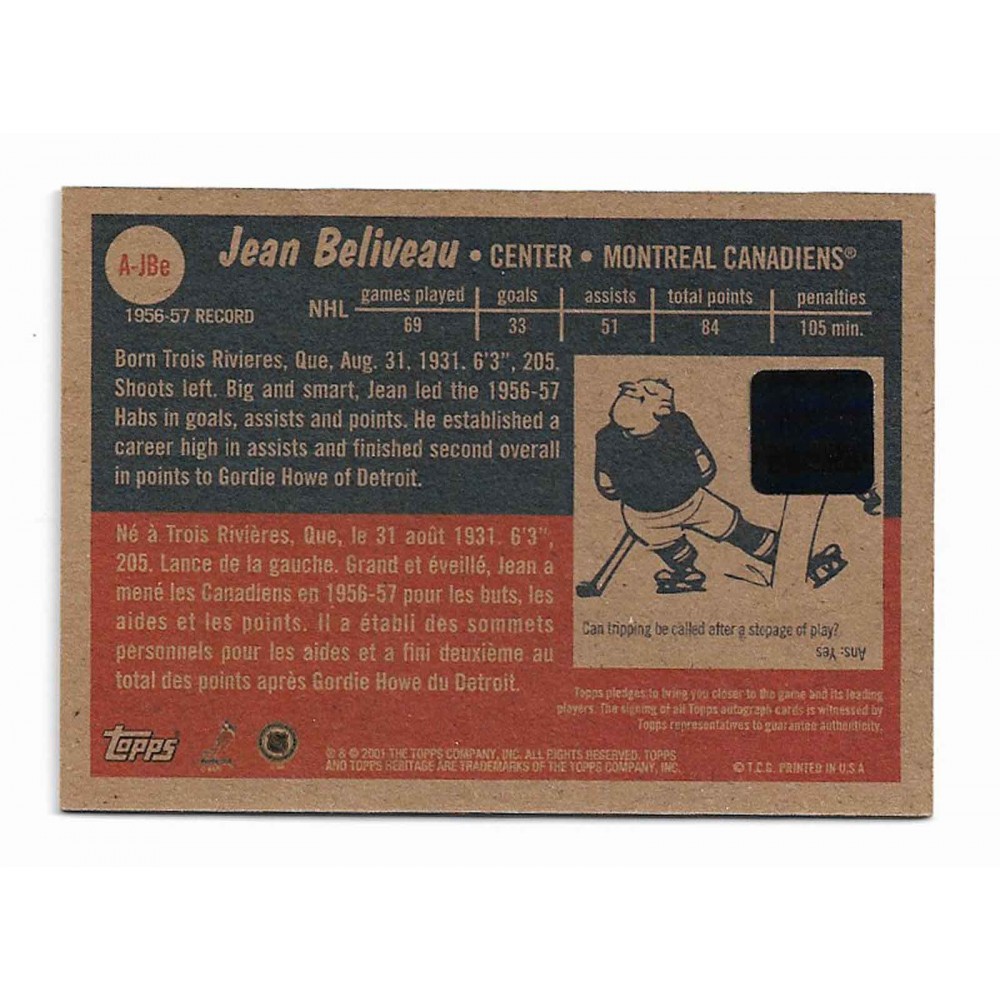 A-JBe
Jean Beliveau • CENTER • MONTREAL CANADIENS®
1956-57 RECORD
NHL games played goals assists total points penalties
69 33 51 84 105 min.
Born Trois Rivieres, Que, Aug. 31, 1931. 6'3", 205.
Shoots left. Big and smart, Jean led the 1956-57
Habs in goals, assists and points. He established a
career high in assists and finished second overall
in points to Gordie Howe of Detroit.
Né à Trois Rivières, Que, le 31 août 1931. 6'3",
205. Lance de la gauche. Grand et éveillé, Jean a
mené les Canadiens en 1956-57 pour les buts, les
aides et les points. Il a établi des sommets
personnels pour les aides et a fini deuxième au
total des points après Gordie Howe du Detroit.
Can tripping be called after a stopage of play?
Ans: Yes
Topps pledges to bring you closer to the game and its leading
players. The signing of all Topps autograph cards is witnessed by
Topps representatives to guarantee authenticity.
topps
® & © 2001 THE TOPPS COMPANY, INC. ALL RIGHTS RESERVED. TOPPS
AND TOPPS HERITAGE ARE TRADEMARKS OF THE TOPPS COMPANY, INC.
© T.C.G. PRINTED IN U.S.A